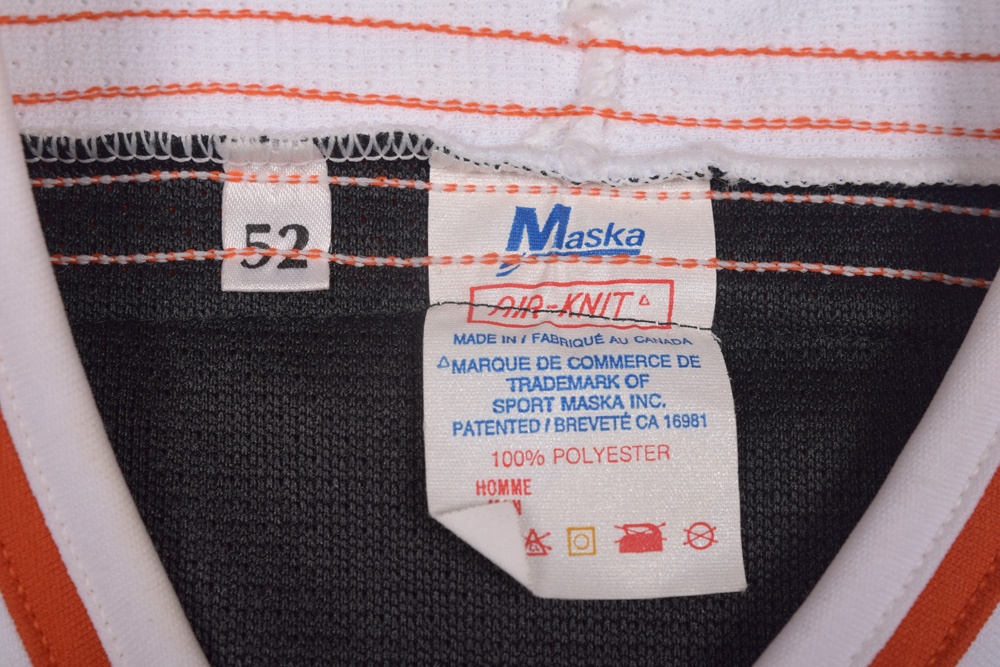 52
Maska
AIR-KNIT △
MADE IN / FABRIQUÉ AU CANADA
△MARQUE DE COMMERCE DE
TRADEMARK OF
SPORT MASKA INC.
PATENTED / BREVETÉ CA 16981
100% POLYESTER
HOMME
CL